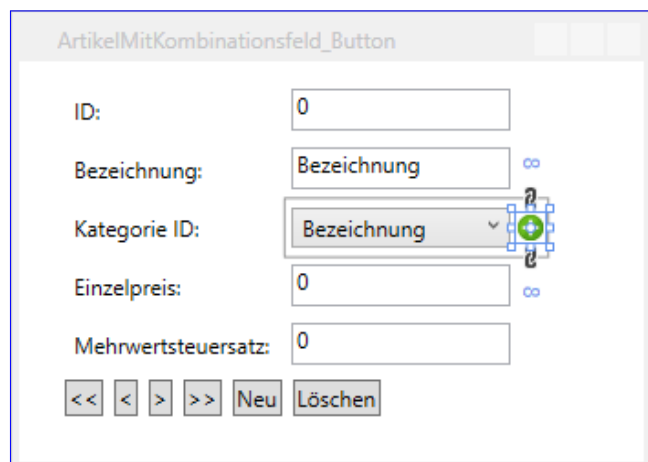 ArtikelMitKombinationsfeld_Button
ID: 0
Bezeichnung: Bezeichnung
Kategorie ID: Bezeichnung
Einzelpreis: 0
Mehrwertsteuersatz: 0
<< < > >> Neu Löschen